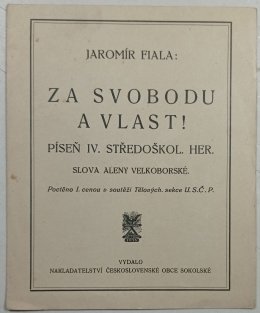 JAROMÍR FIALA:
ZA SVOBODU
A VLAST!
PÍSEŇ IV. STŘEDOŠKOL. HER.
SLOVA ALENY VELKOBORSKÉ.
Poctěno I. cenou v soutěži Tělových. sekce U. S. Č. P.
VYDALO
NAKLADATELSTVÍ ČESKOSLOVENSKÉ OBCE SOKOLSKÉ